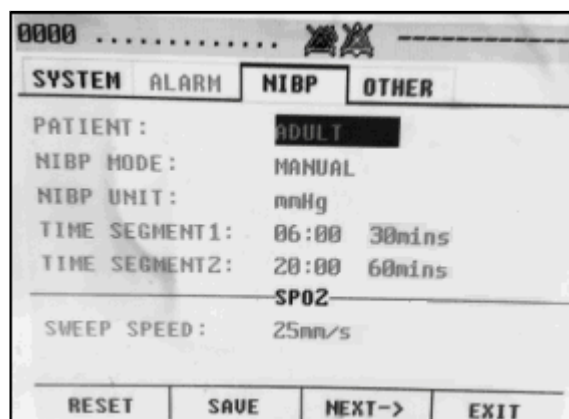 0000 ............. --------------
SYSTEM ALARM NIBP OTHER
PATIENT: ADULT
NIBP MODE: MANUAL
NIBP UNIT: mmHg
TIME SEGMENT1: 06:00 30mins
TIME SEGMENT2: 20:00 60mins
SPO2
SWEEP SPEED: 25mm/s
RESET SAVE NEXT-> EXIT